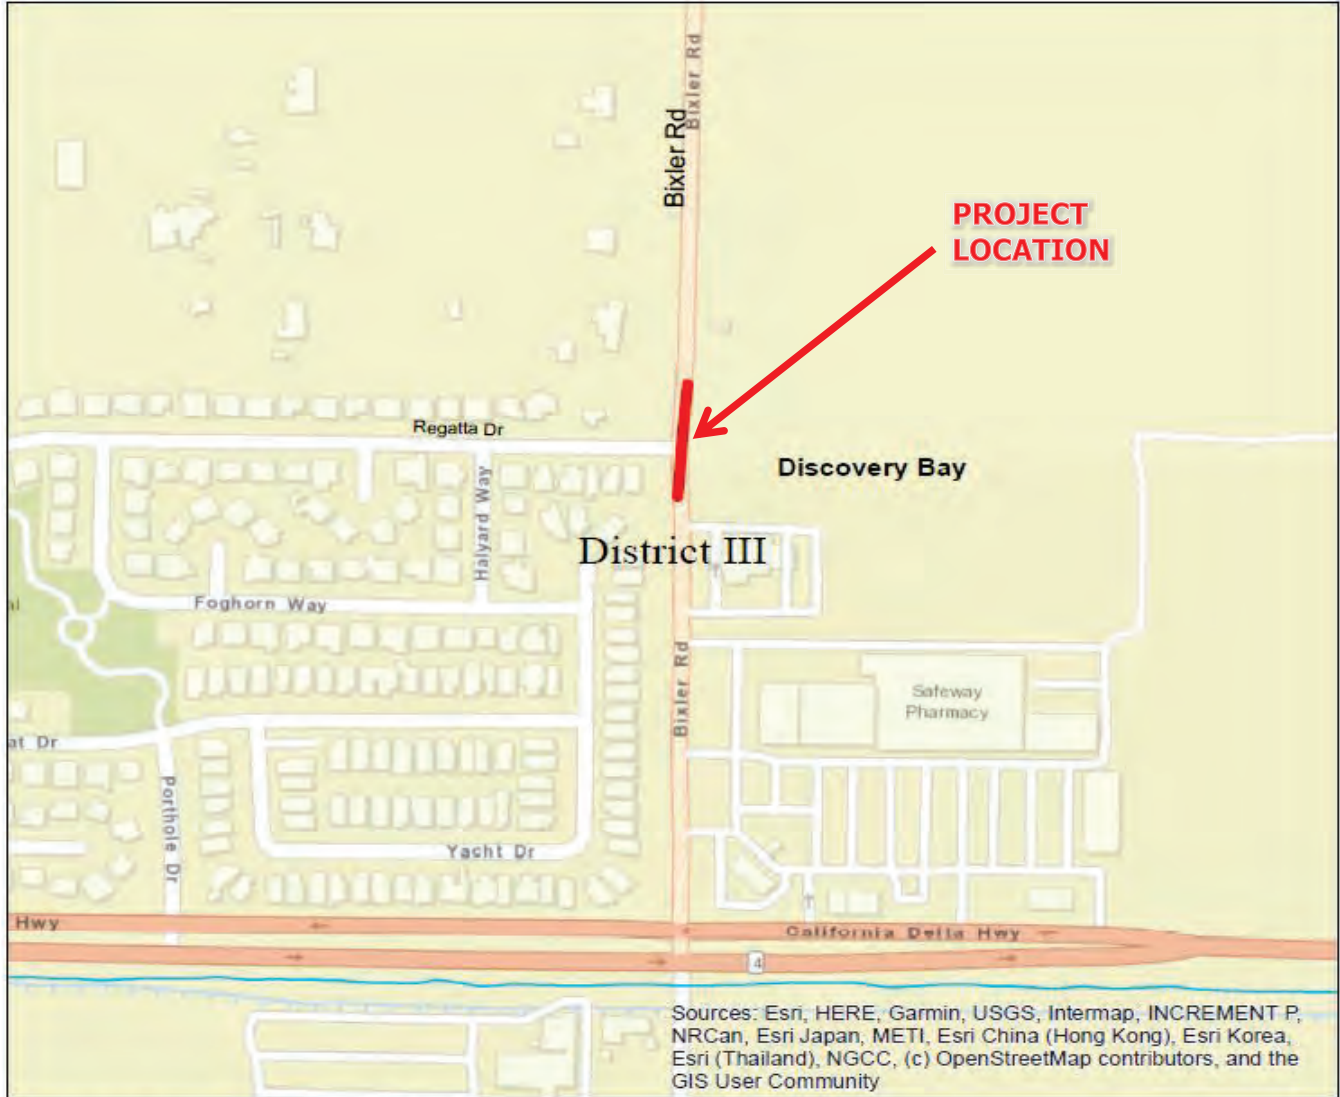 Bixler Rd
Bixler Rd
PROJECT
LOCATION
Regatta Dr
Discovery Bay
Halyard Way
District III
Foghorn Way
Bixler Rd
Safeway
Pharmacy
at Dr
Porthole Dr
Yacht Dr
Hwy
California Delta Hwy
4
Sources: Esri, HERE, Garmin, USGS, Intermap, INCREMENT P,
NRCan, Esri Japan, METI, Esri China (Hong Kong), Esri Korea,
Esri (Thailand), NGCC, (c) OpenStreetMap contributors, and the
GIS User Community